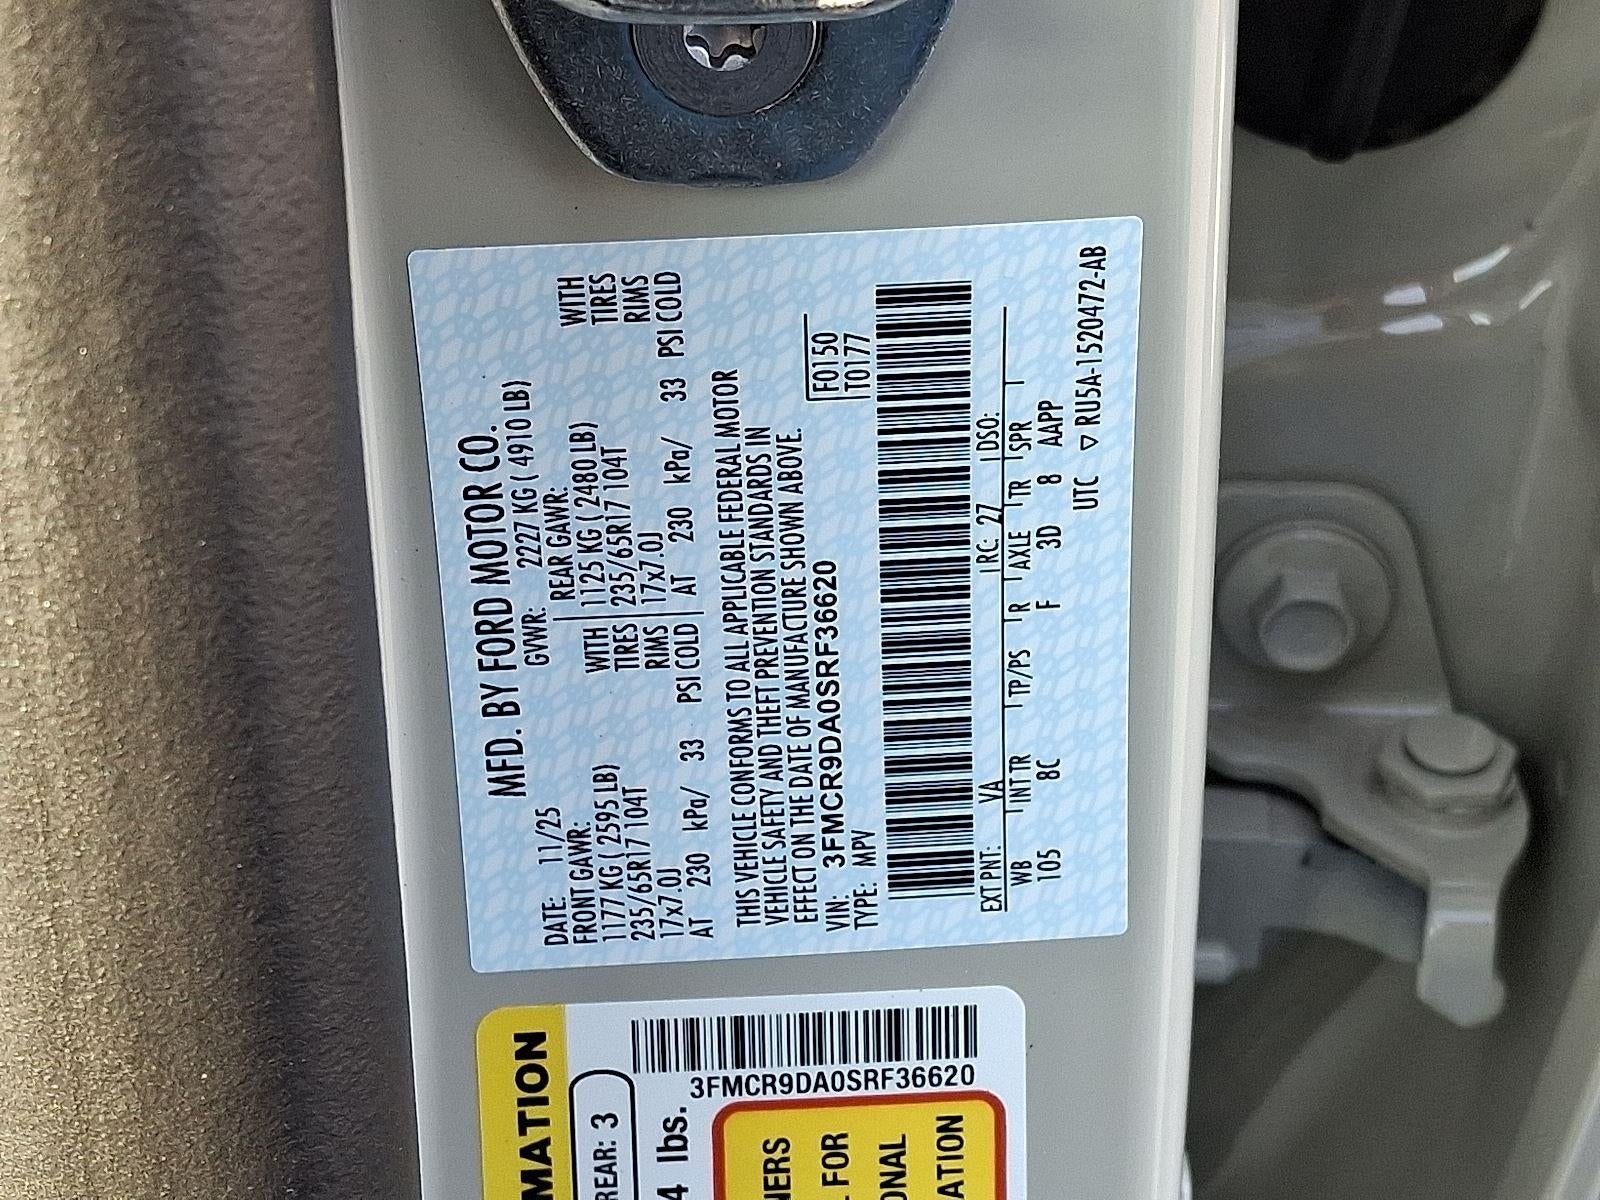 MFD. BY FORD MOTOR CO.
DATE: 11/25 GVWR: 2227 KG ( 4910 LB)
FRONT GAWR: REAR GAWR:
1177 KG ( 2595 LB) WITH 1125 KG ( 2480 LB) WITH
235/65R17 104T TIRES 235/65R17 104T TIRES
17x7.0J RIMS 17x7.0J RIMS
AT 230 kPa/ 33 PSI COLD AT 230 kPa/ 33 PSI COLD
THIS VEHICLE CONFORMS TO ALL APPLICABLE FEDERAL MOTOR
VEHICLE SAFETY AND THEFT PREVENTION STANDARDS IN
EFFECT ON THE DATE OF MANUFACTURE SHOWN ABOVE.
VIN: 3FMCR9DA0SRF36620 F0150
TYPE: MPV T0177
EXT PNT: VA RC: 27 DSO:
WB INT TR TP/PS R AXLE TR SPR
105 8C F 3D 8 AAPP
UTC ▽ RU5A-1520472-AB
MATION
REAR: 3
4 lbs.
3FMCR9DA0SRF36620
NERS
FOR
ONAL
ATION